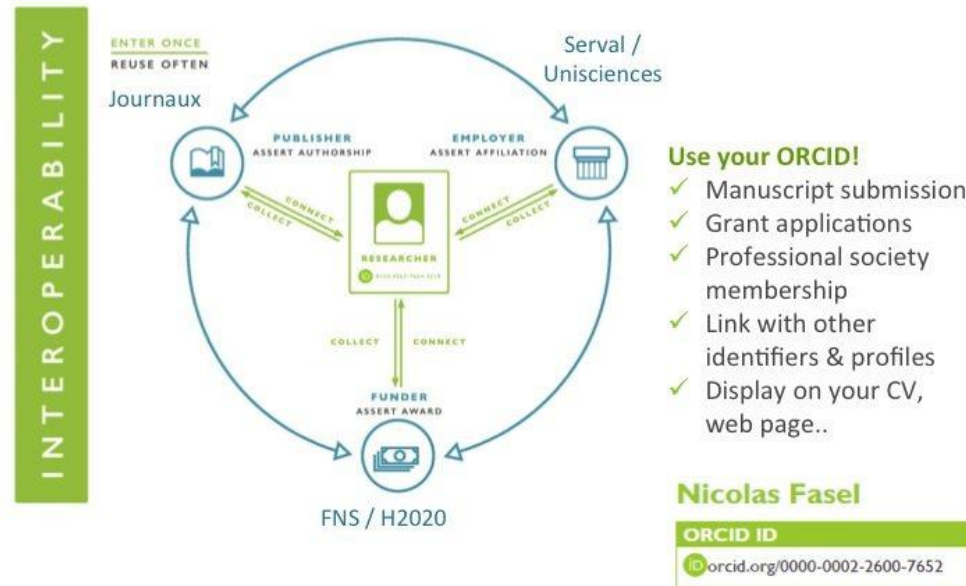 INTEROPERABILITY
ENTER ONCE
REUSE OFTEN
Journaux
Serval /
Unisciences
PUBLISHER
ASSERT AUTHORSHIP
EMPLOYER
ASSERT AFFILIATION
CONNECT
COLLECT
CONNECT
COLLECT
RESEARCHER
iD
COLLECT
CONNECT
FUNDER
ASSERT AWARD
FNS / H2020
Use your ORCID!
✓ Manuscript submission
✓ Grant applications
✓ Professional society
membership
✓ Link with other
identifiers & profiles
✓ Display on your CV,
web page..
Nicolas Fasel
ORCID ID
iD orcid.org/0000-0002-2600-7652